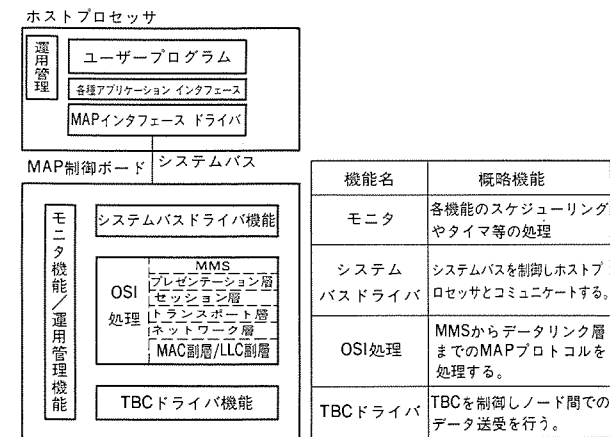 ホストプロセッサ
運用管理
ユーザープログラム
各種アプリケーション インタフェース
MAPインタフェース ドライバ
MAP制御ボード
システムバス
モニタ機能/運用管理機能
システムバスドライバ機能
OSI
処理
MMS
プレゼンテーション層
セッション層
トランスポート層
ネットワーク層
MAC副層/LLC副層
TBCドライバ機能
機能名
概略機能
モニタ
各機能のスケジューリング
やタイマ等の処理
システム
バスドライバ
システムバスを制御しホストプ
ロセッサとコミュニケートする。
OSI処理
MMSからデータリンク層
までのMAPプロトコルを
処理する。
TBCドライバ
TBCを制御しノード間での
データ送受を行う。